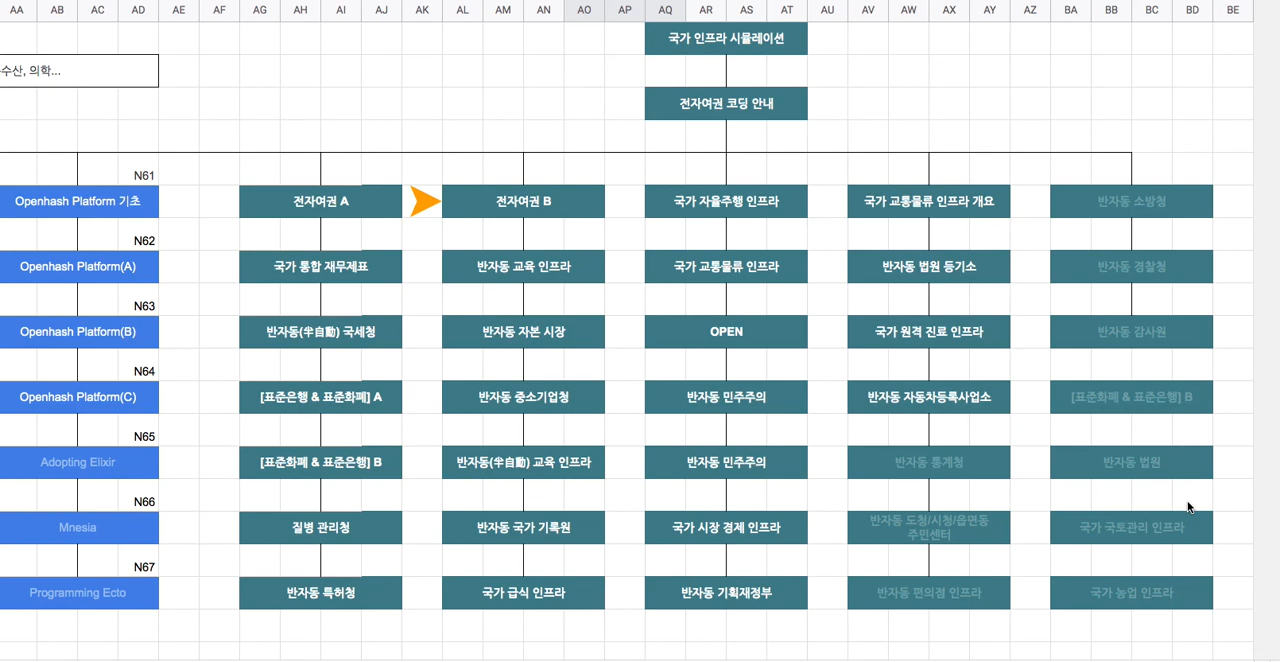 AA AB AC AD AE AF AG AH AI AJ AK AL AM AN AO AP AQ AR AS AT AU AV AW AX AY AZ BA BB BC BD BE
국가 인프라 시뮬레이션
수산, 의학...
전자여권 코딩 안내
N61
Openhash Platform 기초 전자여권 A 전자여권 B 국가 자율주행 인프라 국가 교통물류 인프라 개요 반자동 소방청
N62
Openhash Platform(A) 국가 통합 재무제표 반자동 교육 인프라 국가 교통물류 인프라 반자동 법원 등기소 반자동 경찰청
N63
Openhash Platform(B) 반자동(半自動) 국세청 반자동 자본 시장 OPEN 국가 원격 진료 인프라 반자동 감사원
N64
Openhash Platform(C) [표준은행 & 표준화폐] A 반자동 중소기업청 반자동 민주주의 반자동 자동차등록사업소 [표준화폐 & 표준은행] B
N65
Adopting Elixir [표준화폐 & 표준은행] B 반자동(半自動) 교육 인프라 반자동 민주주의 반자동 통계청 반자동 법원
N66
Mnesia 질병 관리청 반자동 국가 기록원 국가 시장 경제 인프라 반자동 도청/시청/읍면동 국가 국토관리 인프라
주민센터
N67
Programming Ecto 반자동 특허청 국가 급식 인프라 반자동 기획재정부 반자동 편의점 인프라 국가 농업 인프라